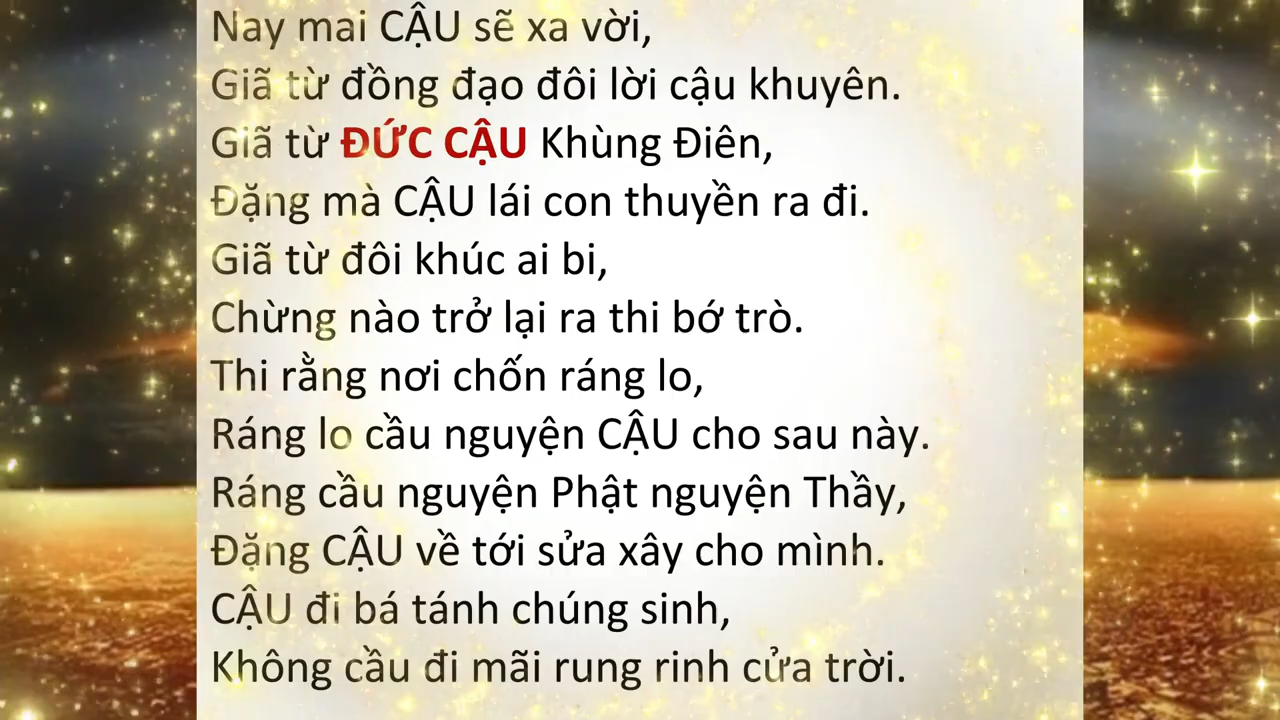 Nay mai CẬU sẽ xa vời,
Giã từ đồng đạo đôi lời cậu khuyên.
Giã từ ĐỨC CẬU Khùng Điên,
Đặng mà CẬU lái con thuyền ra đi.
Giã từ đôi khúc ai bi,
Chừng nào trở lại ra thi bớ trò.
Thi rằng nơi chốn ráng lo,
Ráng lo cầu nguyện CẬU cho sau này.
Ráng cầu nguyện Phật nguyện Thầy,
Đặng CẬU về tới sửa xây cho mình.
CẬU đi bá tánh chúng sinh,
Không cầu đi mãi rung rinh cửa trời.